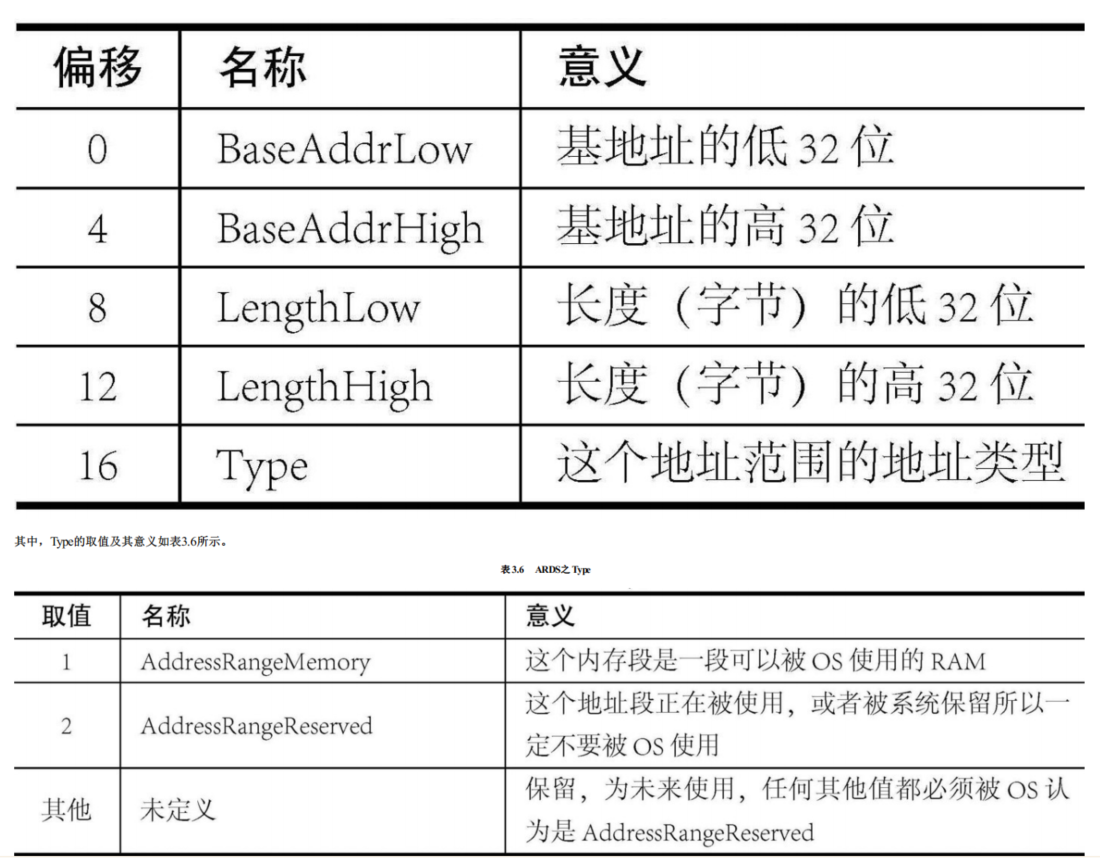 偏移 名称 意义
0 BaseAddrLow 基地址的低 32 位
4 BaseAddrHigh 基地址的高 32 位
8 LengthLow 长度（字节）的低 32 位
12 LengthHigh 长度（字节）的高 32 位
16 Type 这个地址范围的地址类型
其中，Type的取值及其意义如表3.6所示。
表3.6 ARDS之Type
取值 名称 意义
1 AddressRangeMemory 这个内存段是一段可以被 OS 使用的 RAM
2 AddressRangeReserved 这个地址段正在被使用，或者被系统保留所以一
定不要被 OS 使用
其他 未定义 保留，为未来使用，任何其他值都必须被 OS 认
为是 AddressRangeReserved